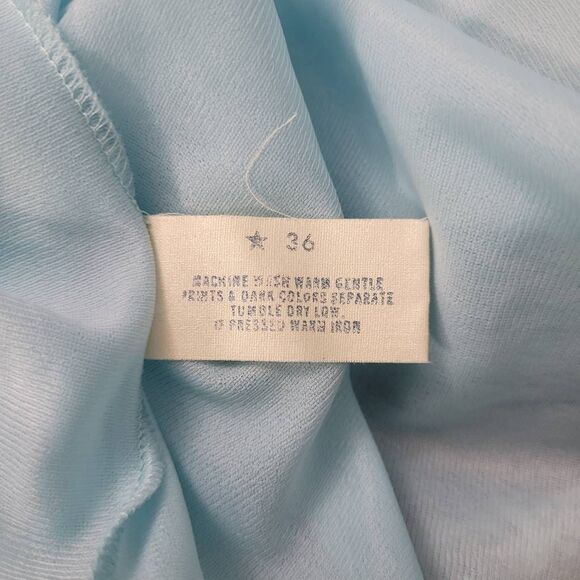 ★ 36
MACHINE WASH WARM GENTLE
PRINTS & DARK COLORS SEPARATE
TUMBLE DRY LOW.
IF PRESSED WARM IRON